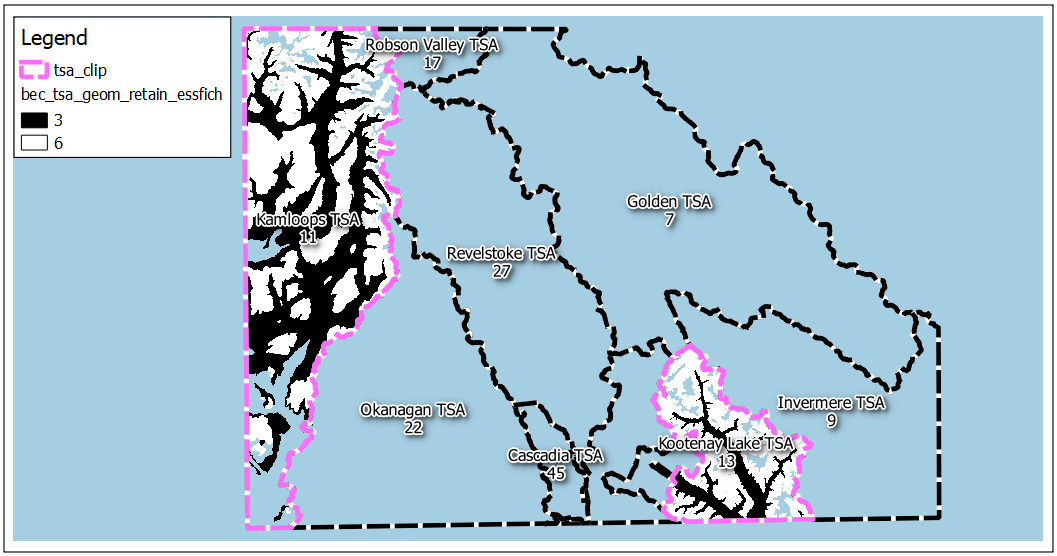 Legend
tsa_clip
bec_tsa_geom_retain_essfich
3
6
Robson Valley TSA
17
Golden TSA
7
Kamloops TSA
11
Revelstoke TSA
27
Okanagan TSA
22
Invermere TSA
9
Kootenay Lake TSA
13
Cascadia TSA
45